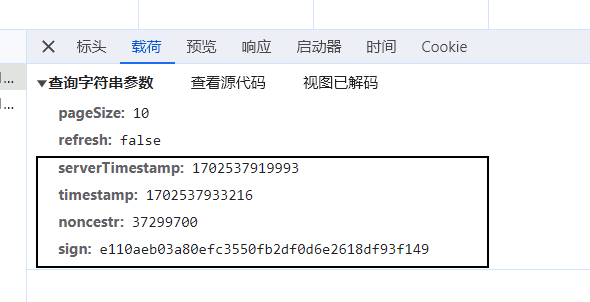 标头 载荷 预览 响应 启动器 时间 Cookie
▼查询字符串参数 查看源代码 视图已解码
pageSize: 10
refresh: false
serverTimestamp: 1702537919993
timestamp: 1702537933216
noncestr: 37299700
sign: e110aeb03a80efc3550fb2df0d6e2618df93f149